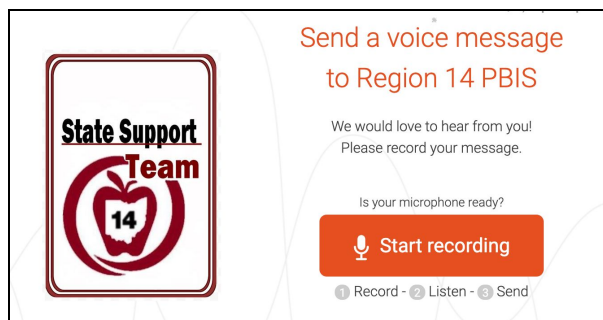 State Support
Team
14
Send a voice message
to Region 14 PBIS
We would love to hear from you!
Please record your message.
Is your microphone ready?
Start recording
1 Record - 2 Listen - 3 Send